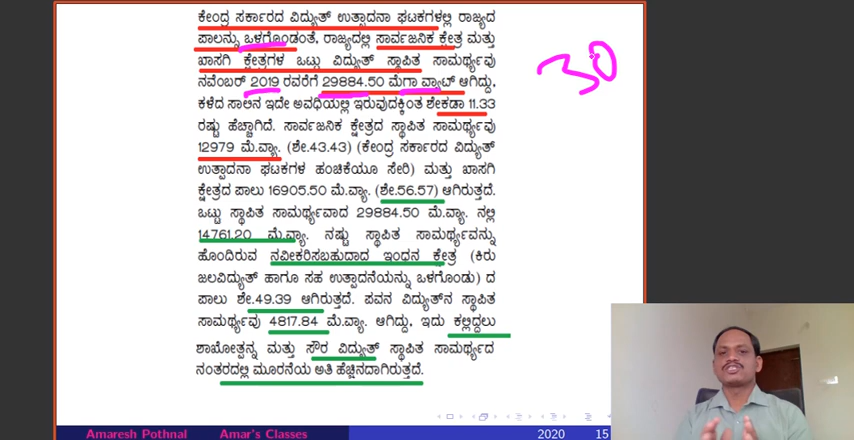 ಕೇಂದ್ರ ಸರ್ಕಾರದ ವಿದ್ಯುತ್ ಉತ್ಪಾದನಾ ಘಟಕಗಳಲ್ಲಿ ರಾಜ್ಯದ
ಪಾಲನ್ನು ಒಳಗೊಂಡಂತೆ, ರಾಜ್ಯದಲ್ಲಿ ಸಾರ್ವಜನಿಕ ಕ್ಷೇತ್ರ ಮತ್ತು
ಖಾಸಗಿ ಕ್ಷೇತ್ರಗಳ ಒಟ್ಟು ವಿದ್ಯುತ್ ಸ್ಥಾಪಿತ ಸಾಮರ್ಥ್ಯವು
ನವೆಂಬರ್ 2019 ರವರೆಗೆ 29884.50 ಮೆಗಾ ವ್ಯಾಟ್ ಆಗಿದ್ದು,
ಕಳೆದ ಸಾಲಿನ ಇದೇ ಅವಧಿಯಲ್ಲಿ ಇರುವುದಕ್ಕಿಂತ ಶೇಕಡಾ 11.33
ರಷ್ಟು ಹೆಚ್ಚಾಗಿದೆ. ಸಾರ್ವಜನಿಕ ಕ್ಷೇತ್ರದ ಸ್ಥಾಪಿತ ಸಾಮರ್ಥ್ಯವು
12979 ಮೆ.ವ್ಯಾ. (ಶೇ.43.43) (ಕೇಂದ್ರ ಸರ್ಕಾರದ ವಿದ್ಯುತ್
ಉತ್ಪಾದನಾ ಘಟಕಗಳ ಹಂಚಿಕೆಯೂ ಸೇರಿ) ಮತ್ತು ಖಾಸಗಿ
ಕ್ಷೇತ್ರದ ಪಾಲು 16905.50 ಮೆ.ವ್ಯಾ. (ಶೇ.56.57) ಆಗಿರುತ್ತದೆ.
ಒಟ್ಟು ಸ್ಥಾಪಿತ ಸಾಮರ್ಥ್ಯವಾದ 29884.50 ಮೆ.ವ್ಯಾ. ನಲ್ಲಿ
14761.20 ಮೆ.ವ್ಯಾ. ನಷ್ಟು ಸ್ಥಾಪಿತ ಸಾಮರ್ಥ್ಯವನ್ನು
ಹೊಂದಿರುವ ನವೀಕರಿಸಬಹುದಾದ ಇಂಧನ ಕ್ಷೇತ್ರ (ಕಿರು
ಜಲವಿದ್ಯುತ್ ಹಾಗೂ ಸಹ ಉತ್ಪಾದನೆಯನ್ನು ಒಳಗೊಂಡು) ದ
ಪಾಲು ಶೇ.49.39 ಆಗಿರುತ್ತದೆ. ಪವನ ವಿದ್ಯುತ್‌ನ ಸ್ಥಾಪಿತ
ಸಾಮರ್ಥ್ಯವು 4817.84 ಮೆ.ವ್ಯಾ. ಆಗಿದ್ದು, ಇದು ಕಲ್ಲಿದ್ದಲು
ಶಾಖೋತ್ಪನ್ನ ಮತ್ತು ಸೌರ ವಿದ್ಯುತ್ ಸ್ಥಾಪಿತ ಸಾಮರ್ಥ್ಯದ
ನಂತರದಲ್ಲಿ ಮೂರನೆಯ ಅತಿ ಹೆಚ್ಚಿನದಾಗಿರುತ್ತದೆ.
30
Amaresh Pothnal Amar's Classes 2020 15